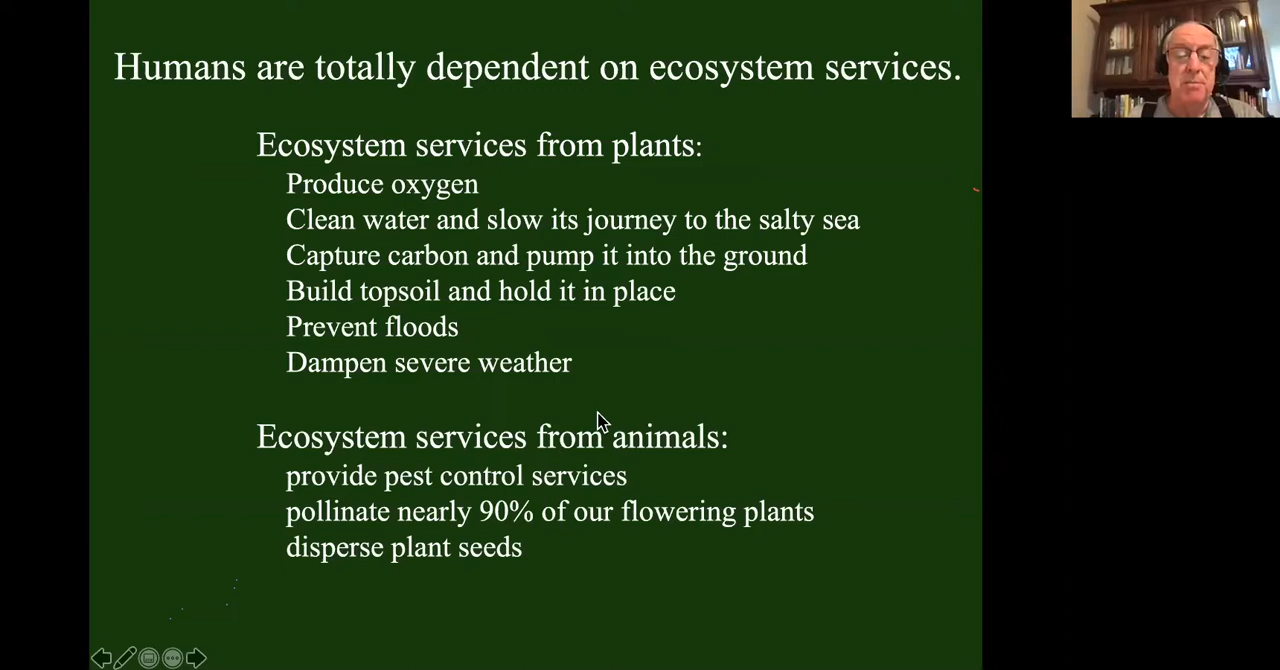 Humans are totally dependent on ecosystem services.
Ecosystem services from plants:
Produce oxygen
Clean water and slow its journey to the salty sea
Capture carbon and pump it into the ground
Build topsoil and hold it in place
Prevent floods
Dampen severe weather
Ecosystem services from animals:
provide pest control services
pollinate nearly 90% of our flowering plants
disperse plant seeds